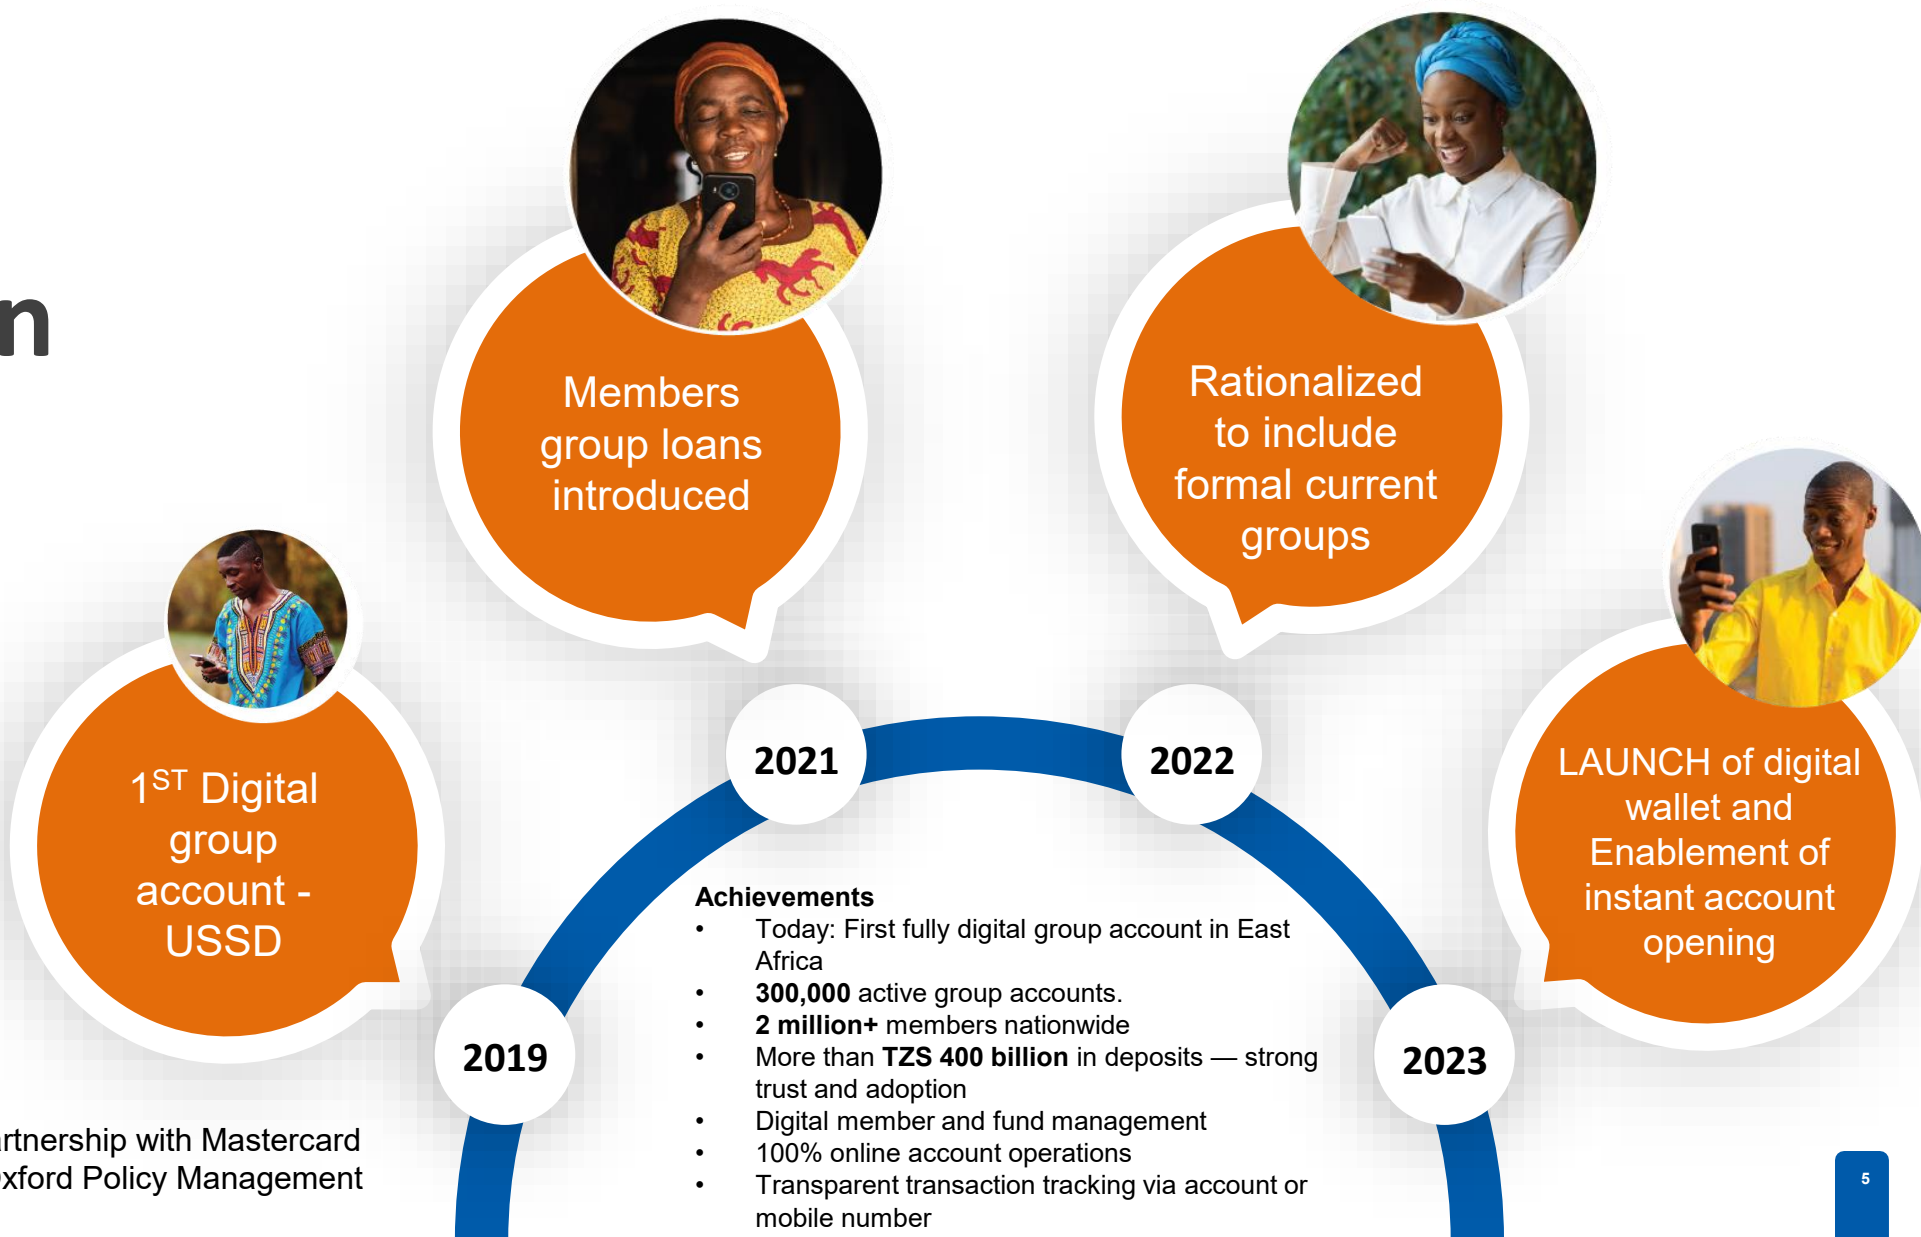 n
Members
group loans
introduced
Rationalized
to include
formal current
groups
1ST Digital
group
account -
USSD
LAUNCH of digital
wallet and
Enablement of
instant account
opening
2021
2022
2019
2023
Achievements
• Today: First fully digital group account in East
Africa
• 300,000 active group accounts.
• 2 million+ members nationwide
• More than TZS 400 billion in deposits — strong
trust and adoption
• Digital member and fund management
• 100% online account operations
• Transparent transaction tracking via account or
mobile number
artnership with Mastercard
xford Policy Management
5